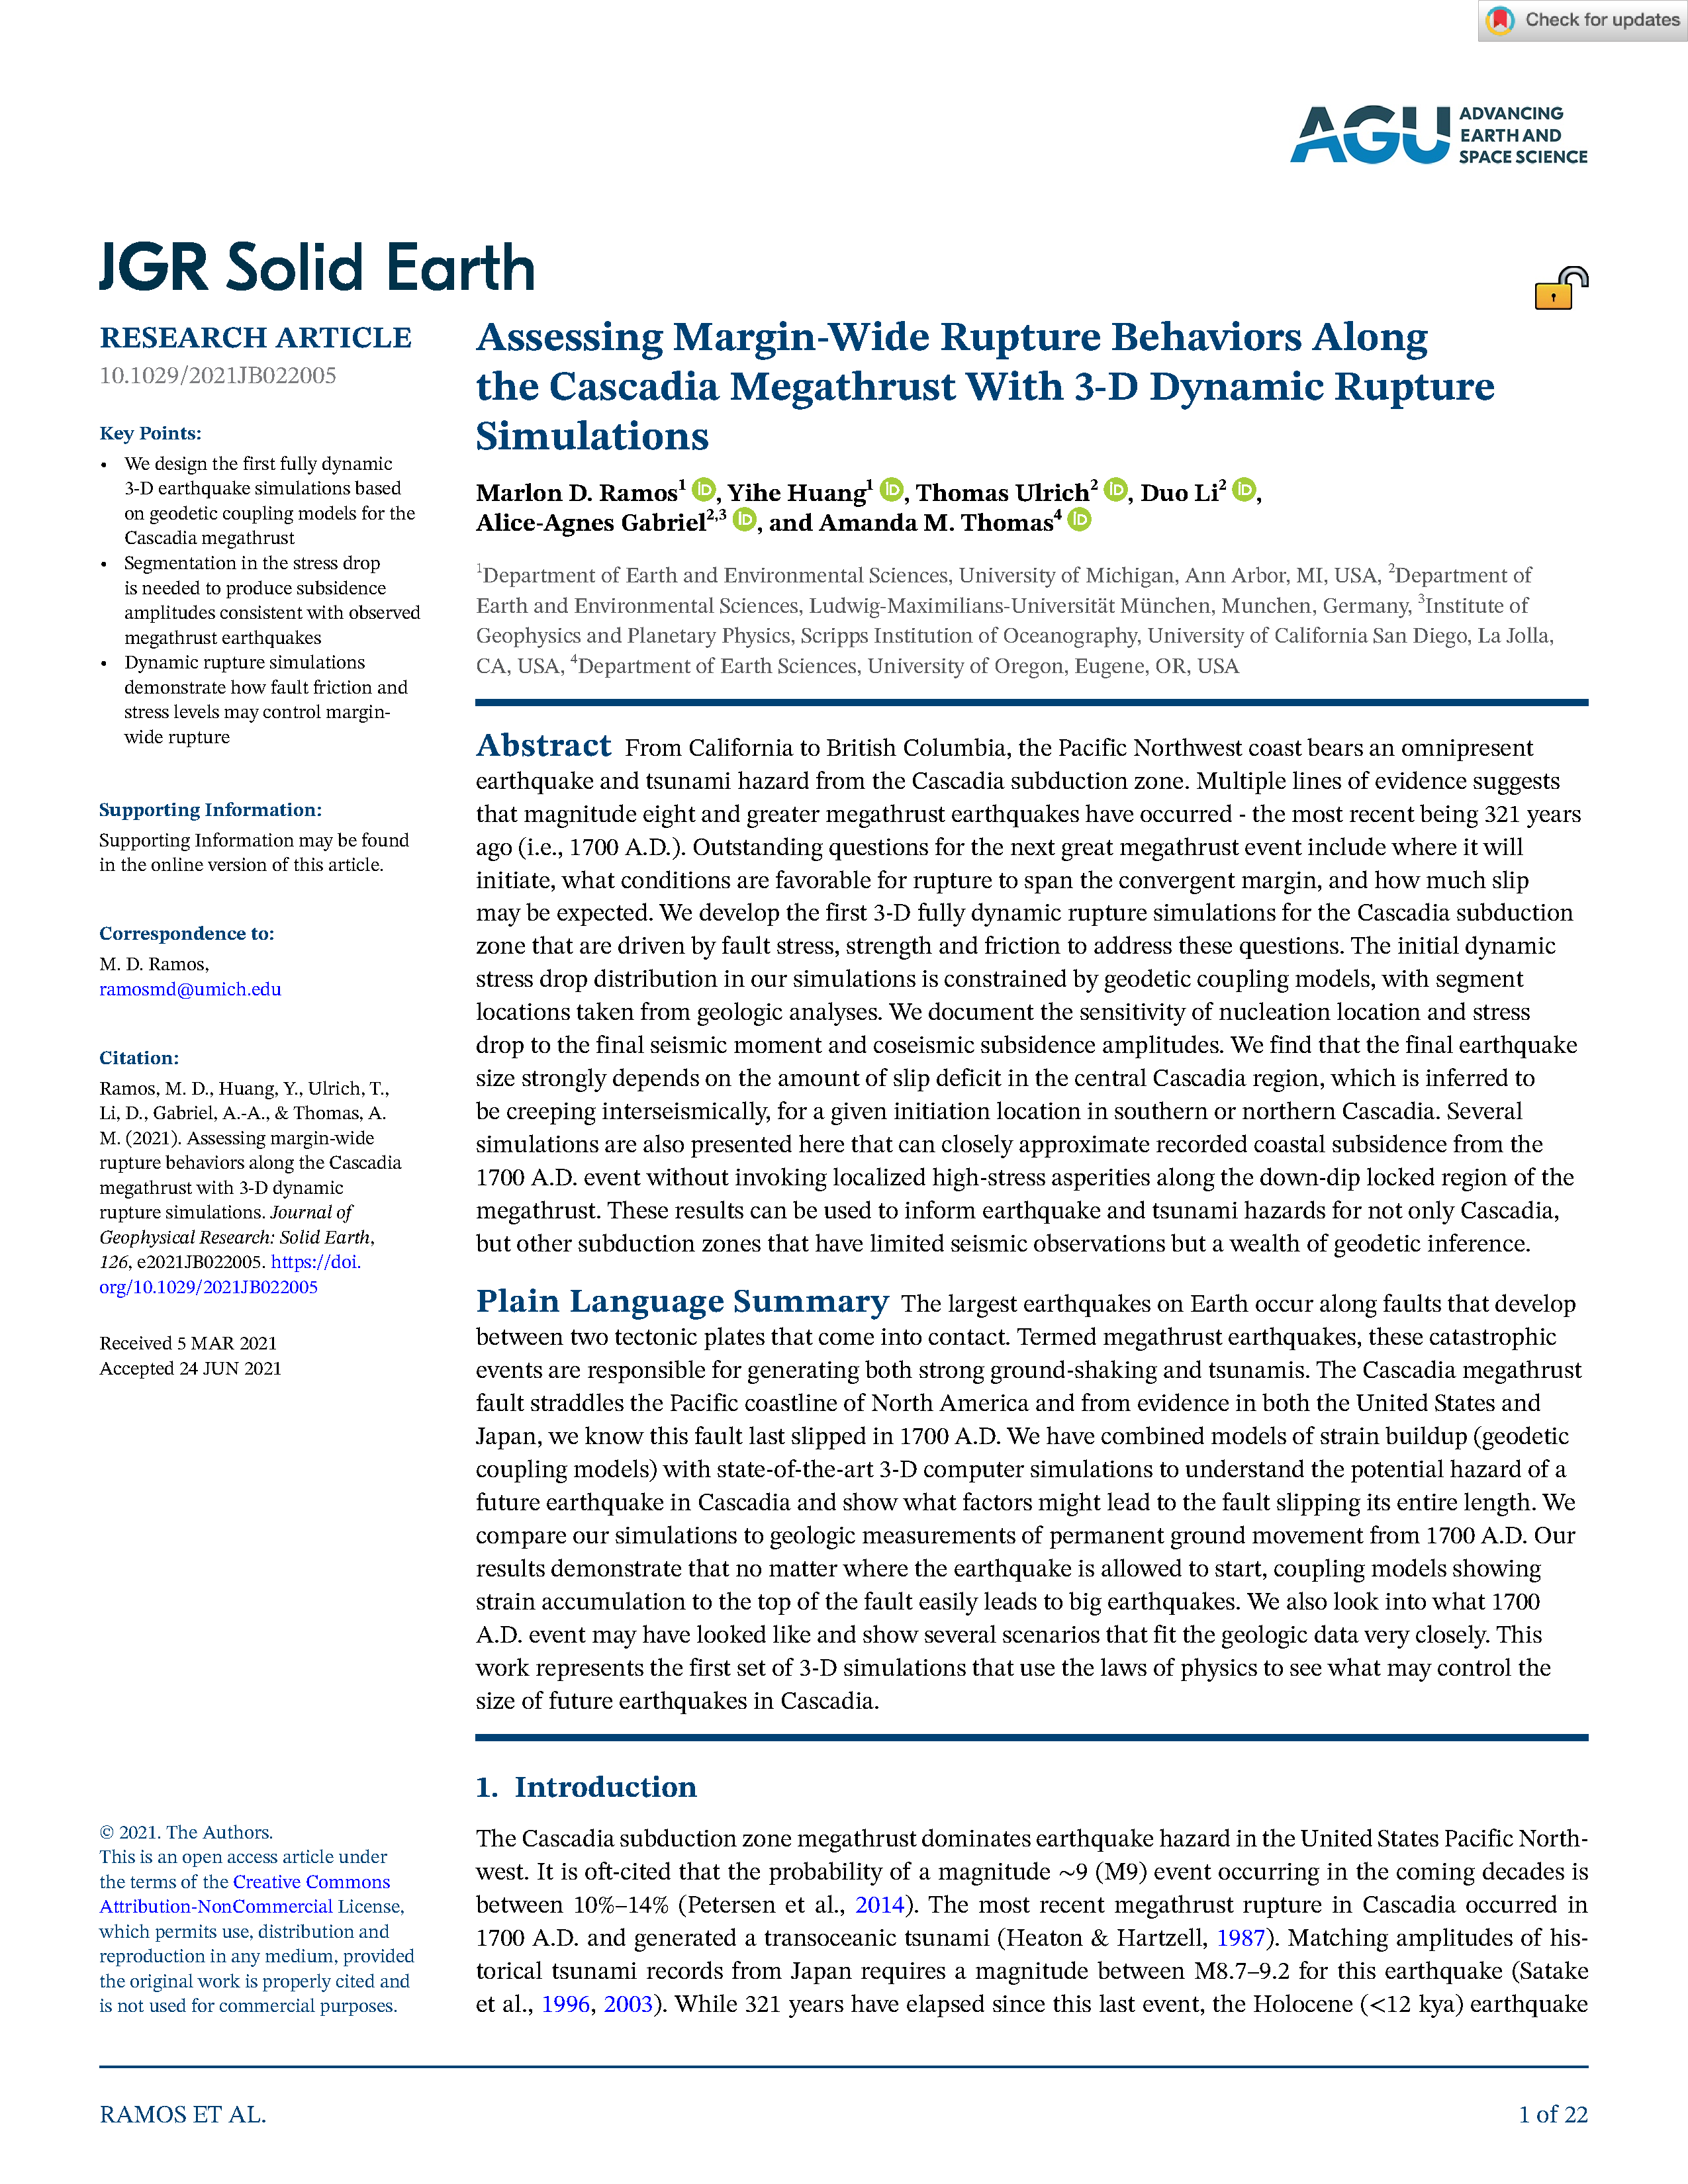 Check for updates
AGU
ADVANCING
EARTH AND
SPACE SCIENCE
JGR Solid Earth
RESEARCH ARTICLE
10.1029/2021JB022005
Key Points:
• We design the first fully dynamic
3-D earthquake simulations based
on geodetic coupling models for the
Cascadia megathrust
• Segmentation in the stress drop
is needed to produce subsidence
amplitudes consistent with observed
megathrust earthquakes
• Dynamic rupture simulations
demonstrate how fault friction and
stress levels may control margin-
wide rupture
Supporting Information:
Supporting Information may be found
in the online version of this article.
Correspondence to:
M. D. Ramos,
ramosmd@umich.edu
Citation:
Ramos, M. D., Huang, Y., Ulrich, T.,
Li, D., Gabriel, A.-A., & Thomas, A.
M. (2021). Assessing margin-wide
rupture behaviors along the Cascadia
megathrust with 3-D dynamic
rupture simulations. Journal of
Geophysical Research: Solid Earth,
126, e2021JB022005. https://doi.
org/10.1029/2021JB022005
Received 5 MAR 2021
Accepted 24 JUN 2021
© 2021. The Authors.
This is an open access article under
the terms of the Creative Commons
Attribution-NonCommercial License,
which permits use, distribution and
reproduction in any medium, provided
the original work is properly cited and
is not used for commercial purposes.
Assessing Margin-Wide Rupture Behaviors Along
the Cascadia Megathrust With 3-D Dynamic Rupture
Simulations
Marlon D. Ramos¹ iD, Yihe Huang¹ iD, Thomas Ulrich² iD, Duo Li² iD,
Alice-Agnes Gabriel²,³ iD, and Amanda M. Thomas⁴ iD
¹Department of Earth and Environmental Sciences, University of Michigan, Ann Arbor, MI, USA, ²Department of
Earth and Environmental Sciences, Ludwig-Maximilians-Universität München, Munchen, Germany, ³Institute of
Geophysics and Planetary Physics, Scripps Institution of Oceanography, University of California San Diego, La Jolla,
CA, USA, ⁴Department of Earth Sciences, University of Oregon, Eugene, OR, USA
Abstract From California to British Columbia, the Pacific Northwest coast bears an omnipresent
earthquake and tsunami hazard from the Cascadia subduction zone. Multiple lines of evidence suggests
that magnitude eight and greater megathrust earthquakes have occurred - the most recent being 321 years
ago (i.e., 1700 A.D.). Outstanding questions for the next great megathrust event include where it will
initiate, what conditions are favorable for rupture to span the convergent margin, and how much slip
may be expected. We develop the first 3-D fully dynamic rupture simulations for the Cascadia subduction
zone that are driven by fault stress, strength and friction to address these questions. The initial dynamic
stress drop distribution in our simulations is constrained by geodetic coupling models, with segment
locations taken from geologic analyses. We document the sensitivity of nucleation location and stress
drop to the final seismic moment and coseismic subsidence amplitudes. We find that the final earthquake
size strongly depends on the amount of slip deficit in the central Cascadia region, which is inferred to
be creeping interseismically, for a given initiation location in southern or northern Cascadia. Several
simulations are also presented here that can closely approximate recorded coastal subsidence from the
1700 A.D. event without invoking localized high-stress asperities along the down-dip locked region of the
megathrust. These results can be used to inform earthquake and tsunami hazards for not only Cascadia,
but other subduction zones that have limited seismic observations but a wealth of geodetic inference.
Plain Language Summary The largest earthquakes on Earth occur along faults that develop
between two tectonic plates that come into contact. Termed megathrust earthquakes, these catastrophic
events are responsible for generating both strong ground-shaking and tsunamis. The Cascadia megathrust
fault straddles the Pacific coastline of North America and from evidence in both the United States and
Japan, we know this fault last slipped in 1700 A.D. We have combined models of strain buildup (geodetic
coupling models) with state-of-the-art 3-D computer simulations to understand the potential hazard of a
future earthquake in Cascadia and show what factors might lead to the fault slipping its entire length. We
compare our simulations to geologic measurements of permanent ground movement from 1700 A.D. Our
results demonstrate that no matter where the earthquake is allowed to start, coupling models showing
strain accumulation to the top of the fault easily leads to big earthquakes. We also look into what 1700
A.D. event may have looked like and show several scenarios that fit the geologic data very closely. This
work represents the first set of 3-D simulations that use the laws of physics to see what may control the
size of future earthquakes in Cascadia.
1. Introduction
The Cascadia subduction zone megathrust dominates earthquake hazard in the United States Pacific North-
west. It is oft-cited that the probability of a magnitude ~9 (M9) event occurring in the coming decades is
between 10%–14% (Petersen et al., 2014). The most recent megathrust rupture in Cascadia occurred in
1700 A.D. and generated a transoceanic tsunami (Heaton & Hartzell, 1987). Matching amplitudes of his-
torical tsunami records from Japan requires a magnitude between M8.7–9.2 for this earthquake (Satake
et al., 1996, 2003). While 321 years have elapsed since this last event, the Holocene (<12 kya) earthquake
RAMOS ET AL.
1 of 22